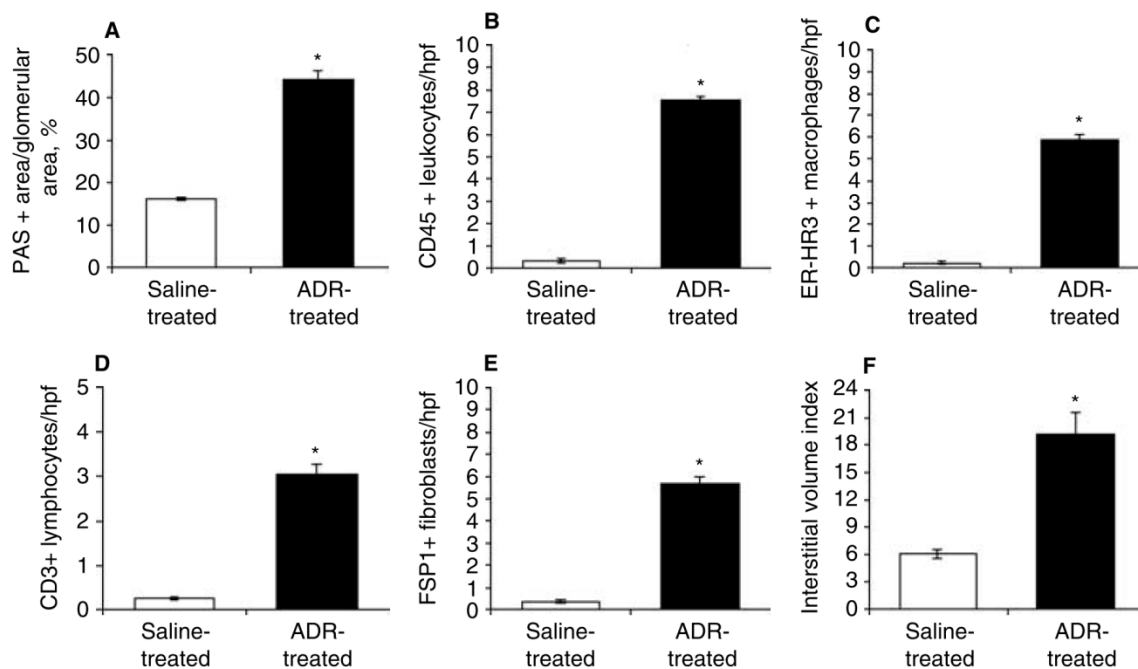 A
PAS + area/glomerular
area, %
50
40
30
20
10
0
*
Saline-
treated
ADR-
treated
B
CD45 + leukocytes/hpf
10
9
8
7
6
5
4
3
2
1
0
*
Saline-
treated
ADR-
treated
C
ER-HR3 + macrophages/hpf
10
9
8
7
6
5
4
3
2
1
0
*
Saline-
treated
ADR-
treated
D
CD3+ lymphocytes/hpf
5
4
3
2
1
0
*
Saline-
treated
ADR-
treated
E
FSP1+ fibroblasts/hpf
10
9
8
7
6
5
4
3
2
1
0
*
Saline-
treated
ADR-
treated
F
Interstitial volume index
24
21
18
15
12
9
6
3
0
*
Saline-
treated
ADR-
treated